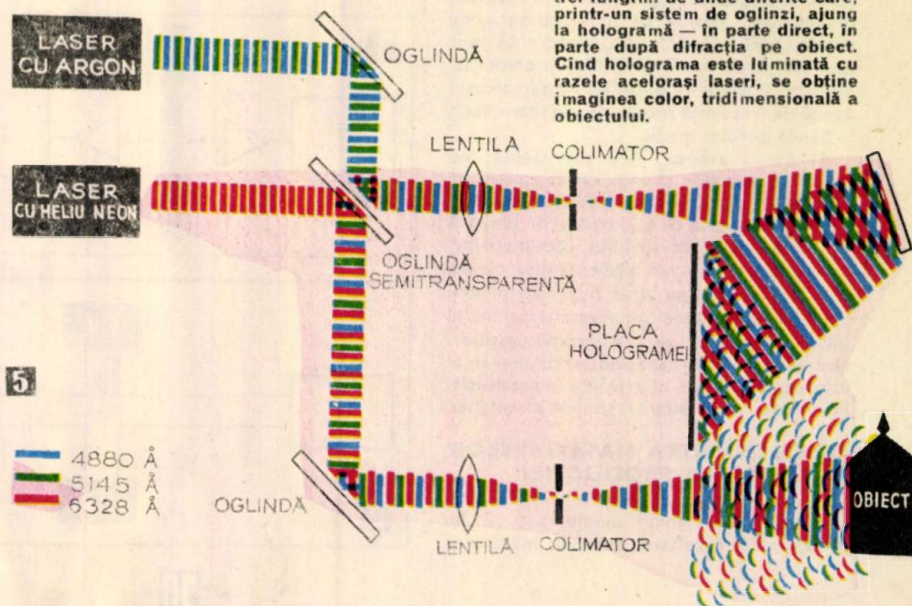 trei lungimi de unde diferite care,
printr-un sistem de oglinzi, ajung
la hologramă — în parte direct, în
parte după difracția pe obiect.
Cînd holograma este luminată cu
razele acelorași laseri, se obține
imaginea color, tridimensională a
obiectului.
LASER
CU ARGON
OGLINDĂ
LENTILA
COLIMATOR
LASER
CU HELIU NEON
OGLINDĂ
SEMITRANSPARENTĂ
PLACA
HOLOGRAMEI
5
4880 Å
5145 Å
6328 Å
OGLINDĂ
OBIECT
LENTILĂ
COLIMATOR